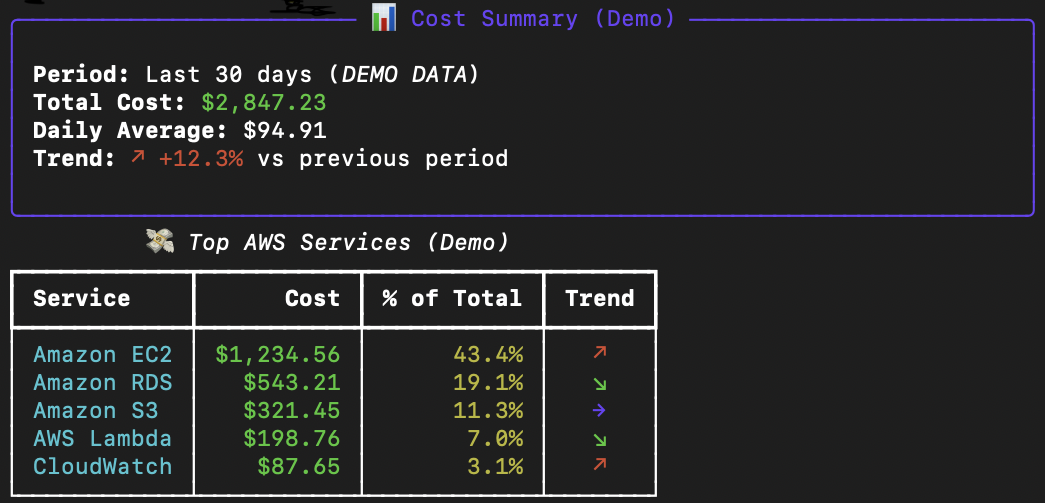 📊 Cost Summary (Demo)
Period: Last 30 days (DEMO DATA)
Total Cost: $2,847.23
Daily Average: $94.91
Trend: ↗ +12.3% vs previous period
💸 Top AWS Services (Demo)
Service Cost % of Total Trend
Amazon EC2 $1,234.56 43.4% ↗
Amazon RDS $543.21 19.1% ↘
Amazon S3 $321.45 11.3% →
AWS Lambda $198.76 7.0% ↘
CloudWatch $87.65 3.1% ↗